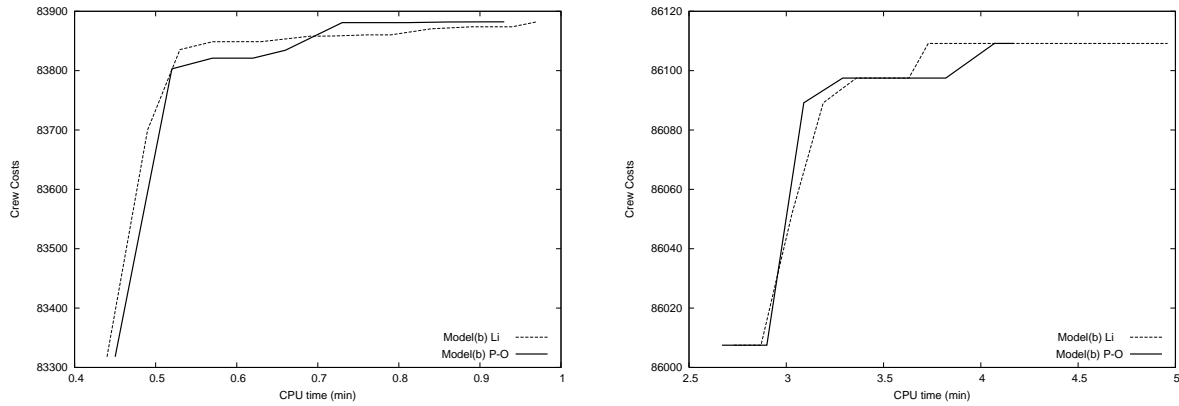 83900
83800
83700
83600
83500
83400
83300
Crew Costs
0.4 0.5 0.6 0.7 0.8 0.9 1
CPU time (min)
Model(b) Li
Model(b) P-O
86120
86100
86080
86060
86040
86020
86000
Crew Costs
2.5 3 3.5 4 4.5 5
CPU time (min)
Model(b) Li
Model(b) P-O